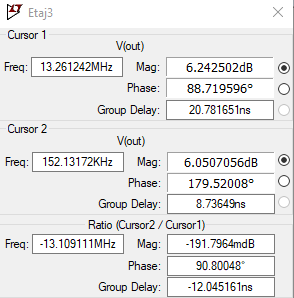 Etaj3
Cursor 1
V(out)
Freq: 13.261242MHz Mag: 6.242502dB
Phase: 88.719596°
Group Delay: 20.781651ns
Cursor 2
V(out)
Freq: 152.13172KHz Mag: 6.0507056dB
Phase: 179.52008°
Group Delay: 8.73649ns
Ratio (Cursor2 / Cursor1)
Freq: -13.109111MHz Mag: -191.7964mdB
Phase: 90.80048°
Group Delay: -12.045161ns